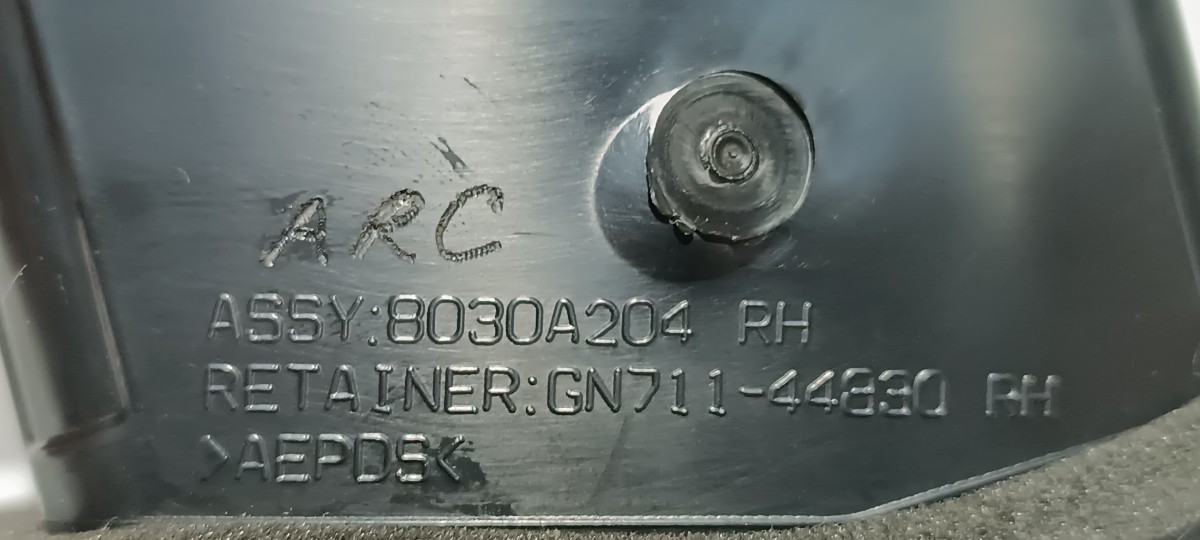 ARC
ASSY:8030A204 RH
RETAINER:GN711-44830 RH
>AEPDS<